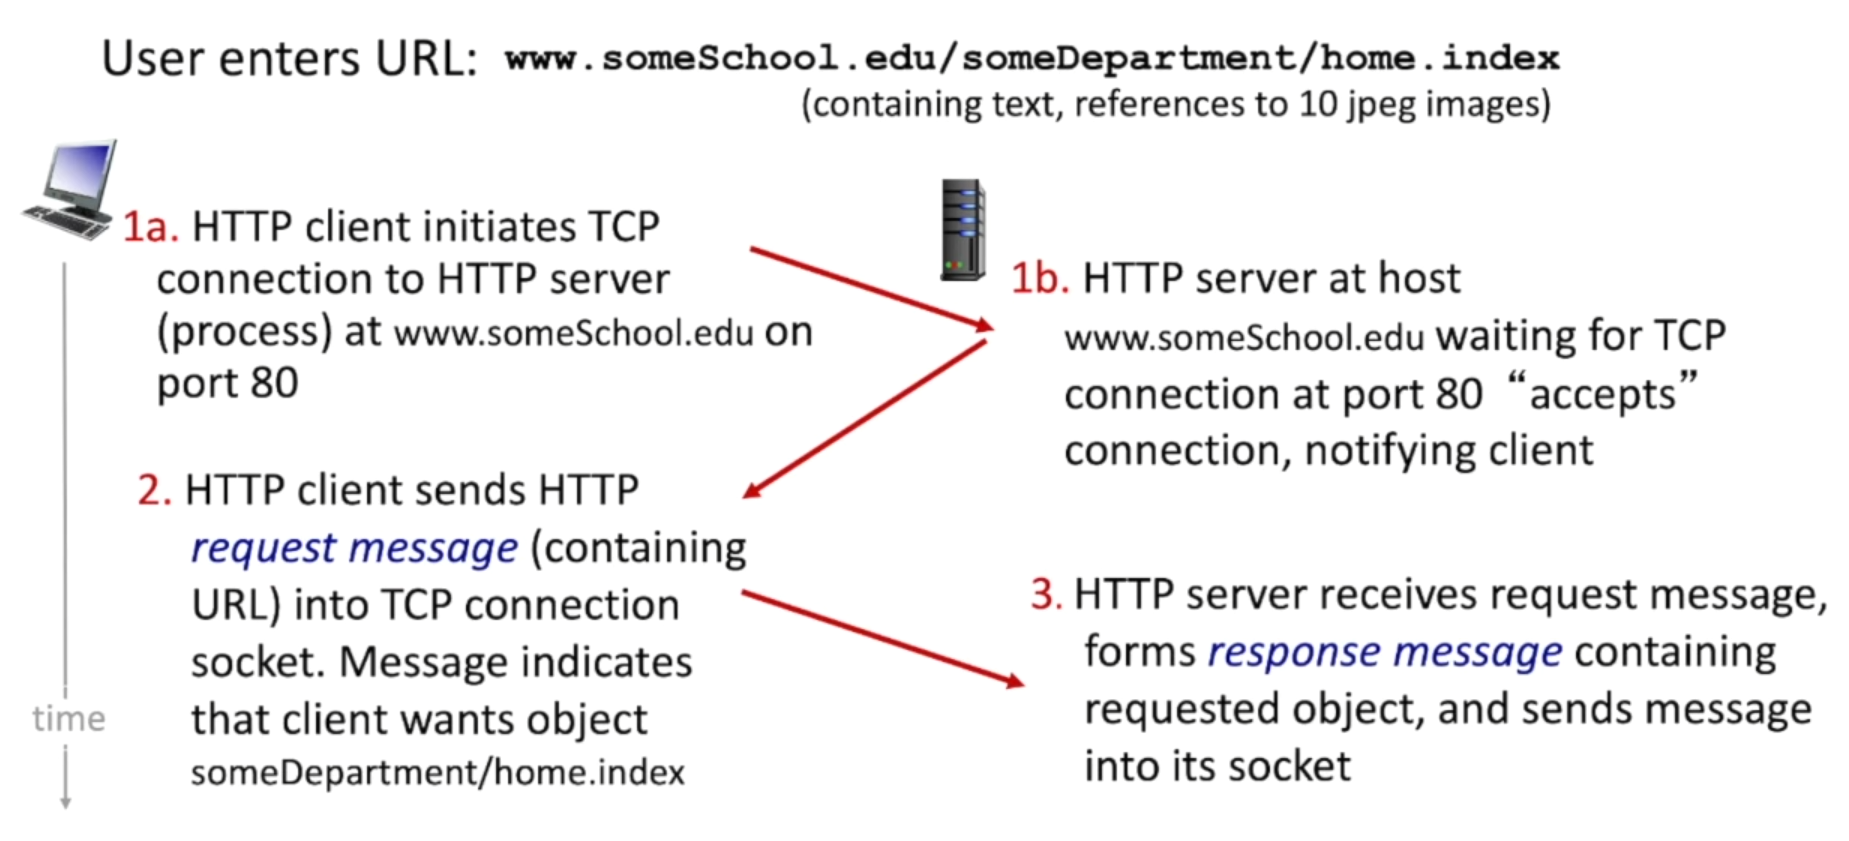 User enters URL: www.someSchool.edu/someDepartment/home.index
(containing text, references to 10 jpeg images)
1a. HTTP client initiates TCP
connection to HTTP server
(process) at www.someSchool.edu on
port 80
1b. HTTP server at host
www.someSchool.edu waiting for TCP
connection at port 80 “accepts”
connection, notifying client
2. HTTP client sends HTTP
request message (containing
URL) into TCP connection
socket. Message indicates
that client wants object
someDepartment/home.index
3. HTTP server receives request message,
forms response message containing
requested object, and sends message
into its socket
time